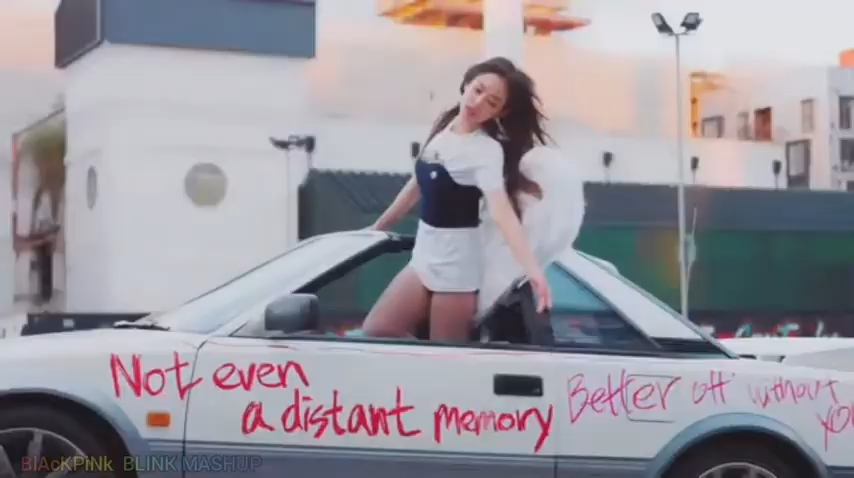 Not even
a distant memory
Better off without
YOU
BlAcKPiNk BLINK MASHUP